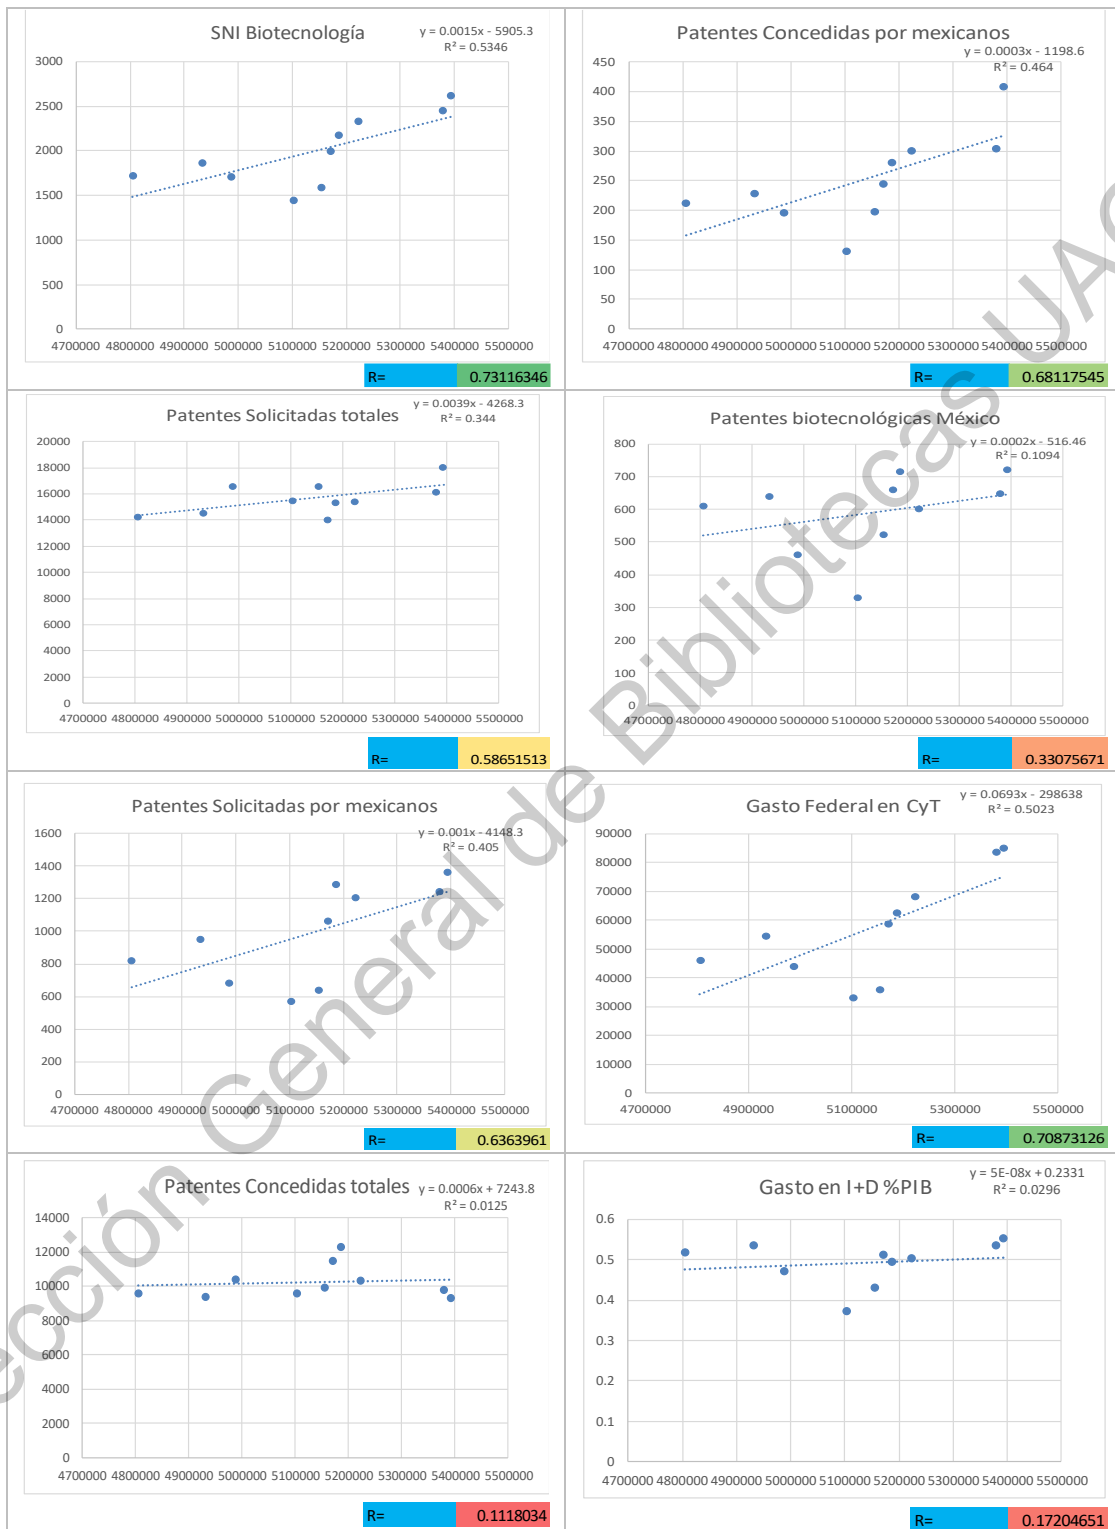 SNI Biotecnología
y = 0.0015x - 5905.3
R² = 0.5346
3000
2500
2000
1500
1000
500
0
4700000 4800000 4900000 5000000 5100000 5200000 5300000 5400000 5500000
R= 0.73116346
Patentes Concedidas por mexicanos
y = 0.0003x - 1198.6
R² = 0.464
450
400
350
300
250
200
150
100
50
0
4700000 4800000 4900000 5000000 5100000 5200000 5300000 5400000 5500000
R= 0.68117545
Patentes Solicitadas totales
y = 0.0039x - 4268.3
R² = 0.344
20000
18000
16000
14000
12000
10000
8000
6000
4000
2000
0
4700000 4800000 4900000 5000000 5100000 5200000 5300000 5400000 5500000
R= 0.58651513
Patentes biotecnológicas México
y = 0.0002x - 516.46
R² = 0.1094
800
700
600
500
400
300
200
100
0
4700000 4800000 4900000 5000000 5100000 5200000 5300000 5400000 5500000
R= 0.33075671
Patentes Solicitadas por mexicanos
y = 0.001x - 4148.3
R² = 0.405
1600
1400
1200
1000
800
600
400
200
0
4700000 4800000 4900000 5000000 5100000 5200000 5300000 5400000 5500000
R= 0.6363961
Gasto Federal en CyT
y = 0.0693x - 298638
R² = 0.5023
90000
80000
70000
60000
50000
40000
30000
20000
10000
0
4700000 4900000 5100000 5300000 5500000
R= 0.70873126
Patentes Concedidas totales
y = 0.0006x + 7243.8
R² = 0.0125
14000
12000
10000
8000
6000
4000
2000
0
4700000 4800000 4900000 5000000 5100000 5200000 5300000 5400000 5500000
R= 0.1118034
Gasto en I+D %PIB
y = 5E-08x + 0.2331
R² = 0.0296
0.6
0.5
0.4
0.3
0.2
0.1
0
4700000 4800000 4900000 5000000 5100000 5200000 5300000 5400000 5500000
R= 0.17204651
ección General de Bibliotecas UA